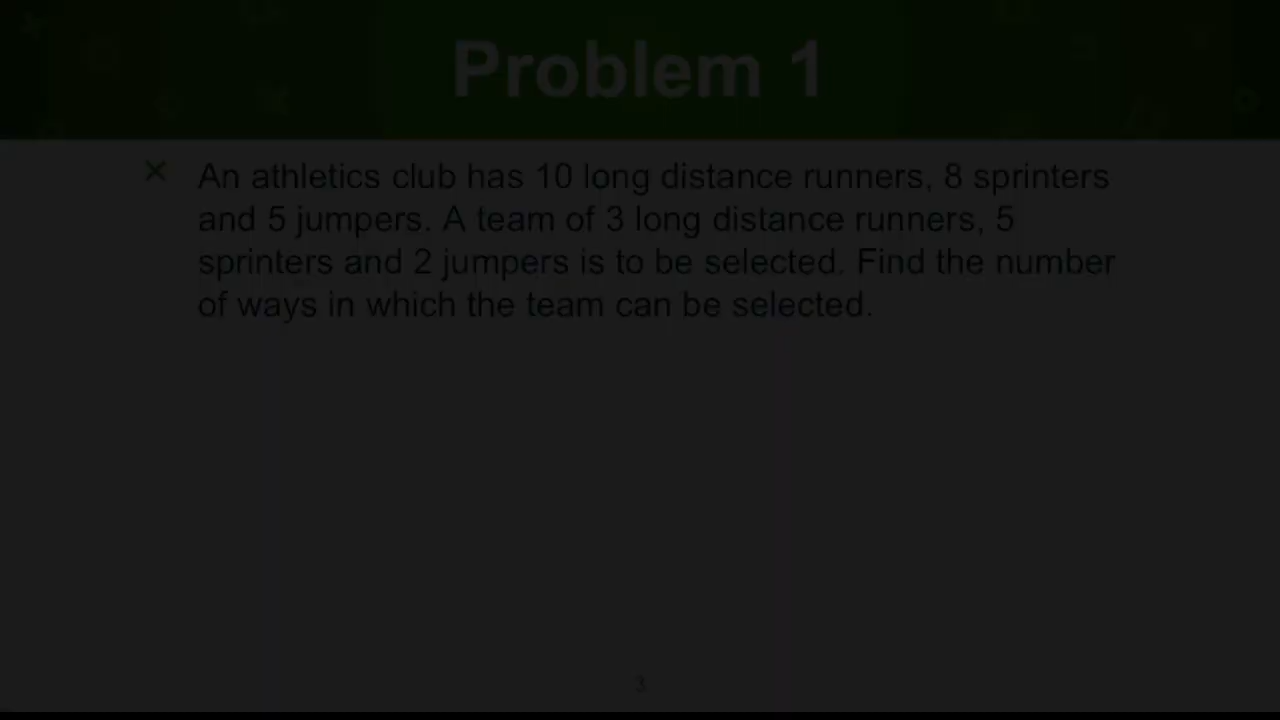 Problem 1
An athletics club has 10 long distance runners, 8 sprinters
and 5 jumpers. A team of 3 long distance runners, 5
sprinters and 2 jumpers is to be selected. Find the number
of ways in which the team can be selected.
3